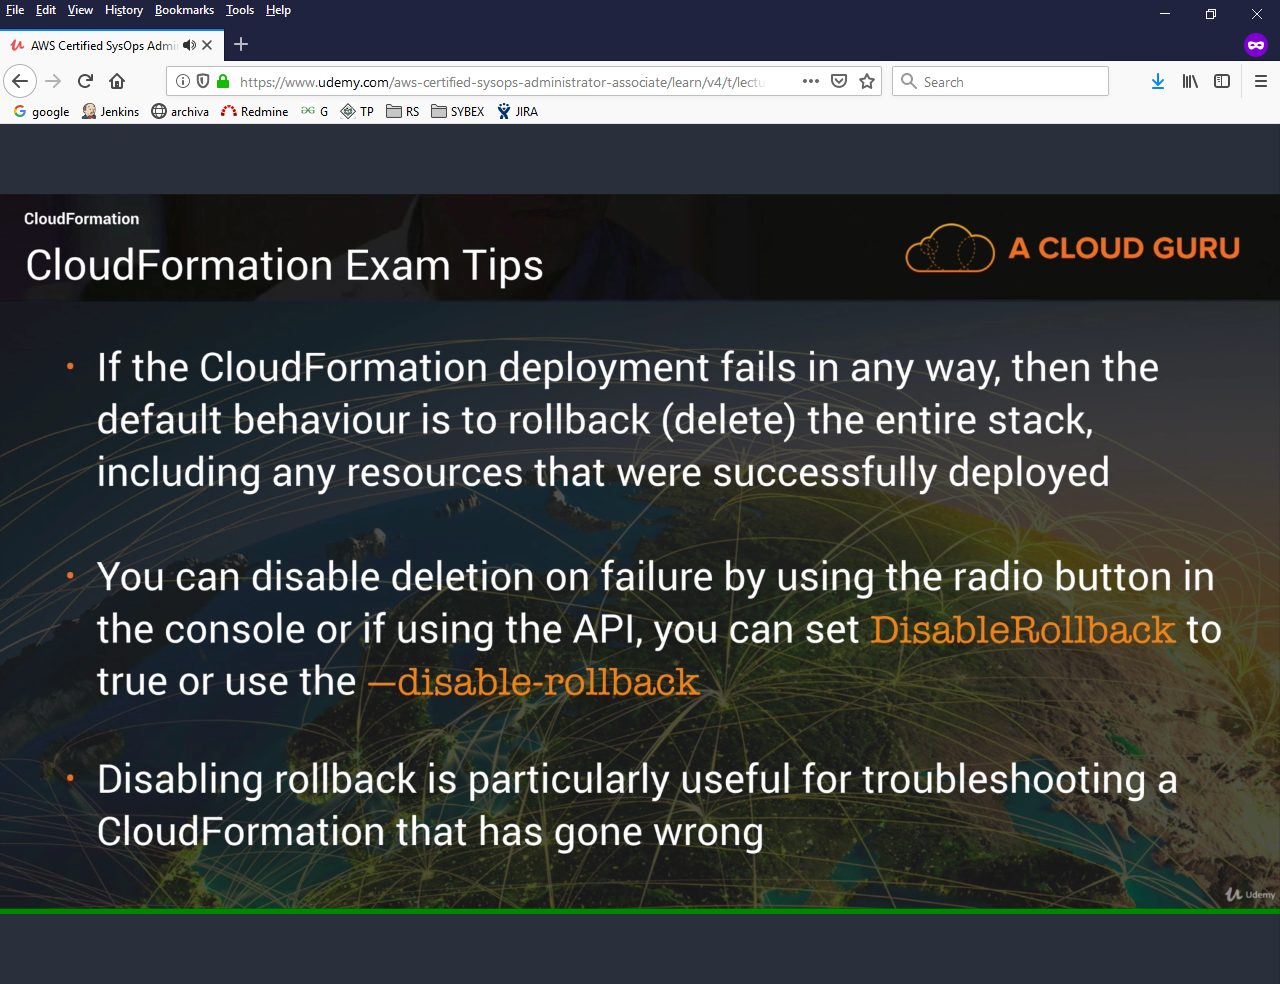 File Edit View History Bookmarks Tools Help
AWS Certified SysOps Admi
https://www.udemy.com/aws-certified-sysops-administrator-associate/learn/v4/t/lectu
Search
google Jenkins archiva Redmine G TP RS SYBEX JIRA
CloudFormation
CloudFormation Exam Tips
A CLOUD GURU
• If the CloudFormation deployment fails in any way, then the
default behaviour is to rollback (delete) the entire stack,
including any resources that were successfully deployed
• You can disable deletion on failure by using the radio button in
the console or if using the API, you can set DisableRollback to
true or use the —disable-rollback
• Disabling rollback is particularly useful for troubleshooting a
CloudFormation that has gone wrong
Udemy